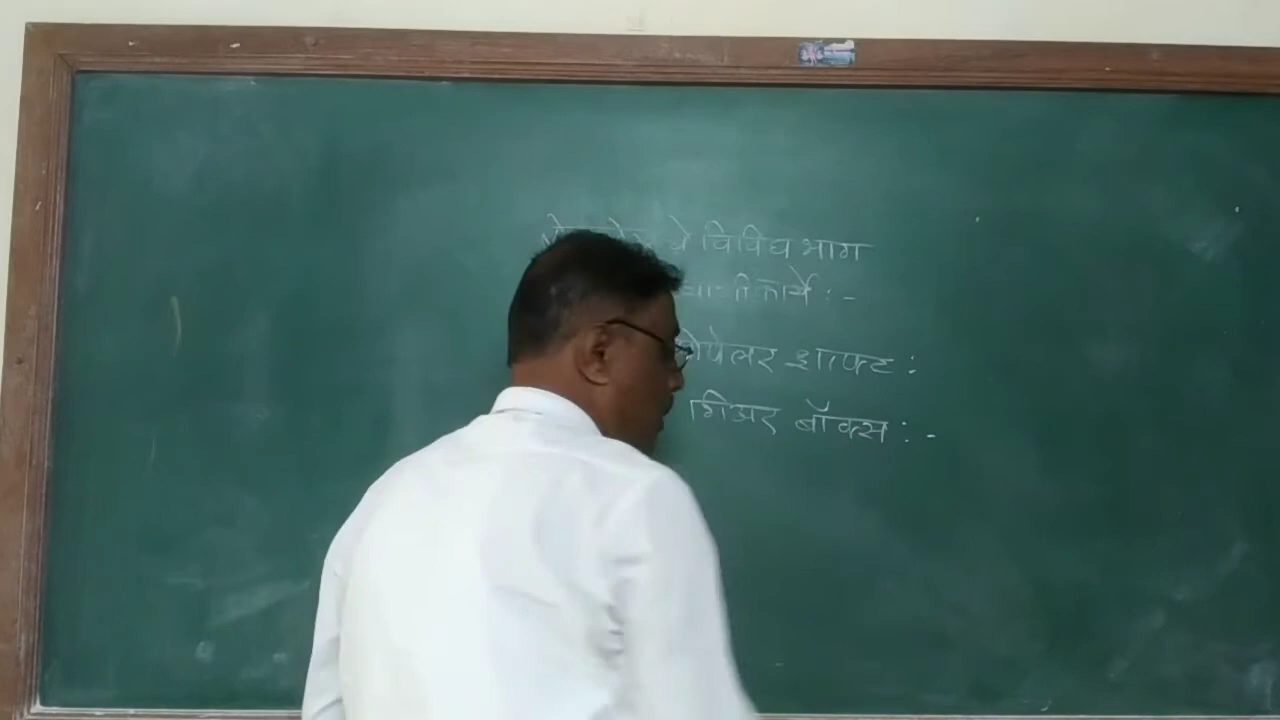 चे विविध भाग
कार्ये :-
प्रोपेलर शाफ्ट :
गिअर बॉक्स :-